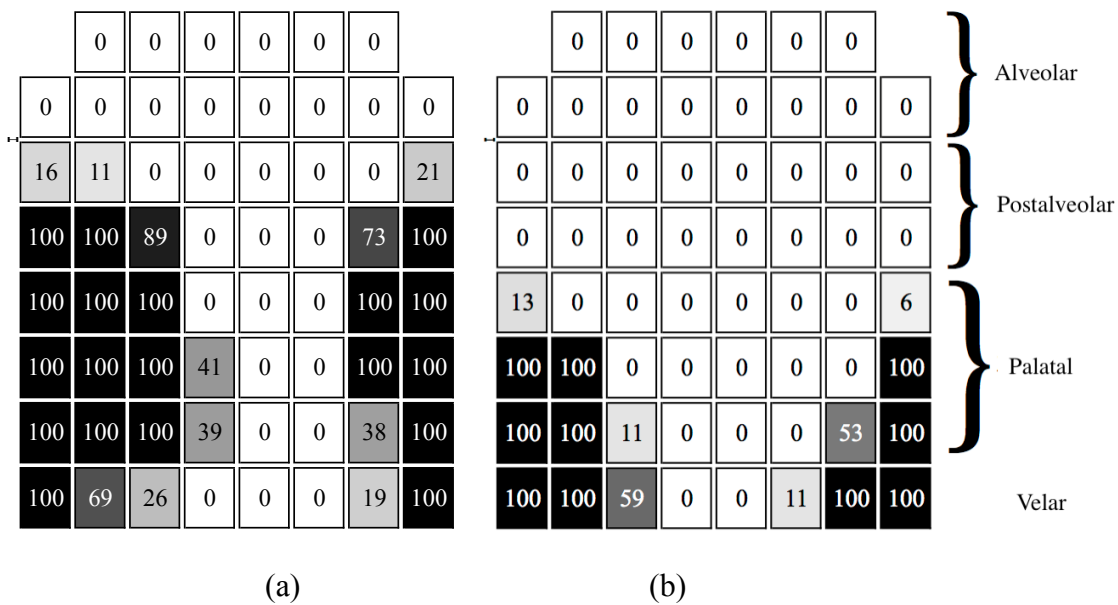 0 0 0 0 0 0 0 0 0 0 0 0 Alveolar
0 0 0 0 0 0 0 0 0 0 0 0 0 0 0 0
16 11 0 0 0 0 0 21 0 0 0 0 0 0 0 0
Postalveolar
100 100 89 0 0 0 73 100 0 0 0 0 0 0 0 0
100 100 100 0 0 0 100 100 13 0 0 0 0 0 0 6
100 100 100 41 0 0 100 100 100 100 0 0 0 0 0 100 Palatal
100 100 100 39 0 0 38 100 100 100 11 0 0 0 53 100
100 69 26 0 0 0 19 100 100 100 59 0 0 11 100 100 Velar
(a) (b)